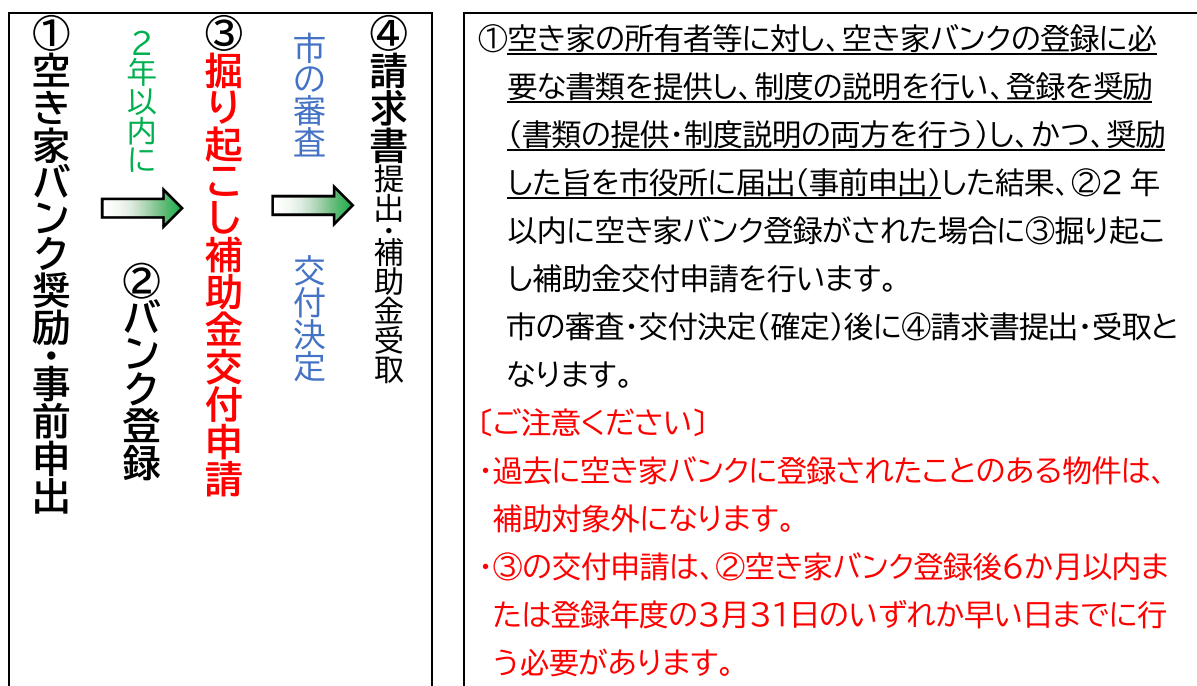 ①空き家バンク奨励・事前申出
2年以内に
②バンク登録
③掘り起こし補助金交付申請
市の審査
交付決定
④請求書提出・補助金受取
①空き家の所有者等に対し、空き家バンクの登録に必
要な書類を提供し、制度の説明を行い、登録を奨励
(書類の提供・制度説明の両方を行う)し、かつ、奨励
した旨を市役所に届出(事前申出)した結果、②2 年
以内に空き家バンク登録がされた場合に③掘り起こ
し補助金交付申請を行います。
市の審査・交付決定(確定)後に④請求書提出・受取と
なります。
〔ご注意ください〕
・過去に空き家バンクに登録されたことのある物件は、
補助対象外になります。
・③の交付申請は、②空き家バンク登録後6か月以内ま
たは登録年度の3月31日のいずれか早い日までに行
う必要があります。